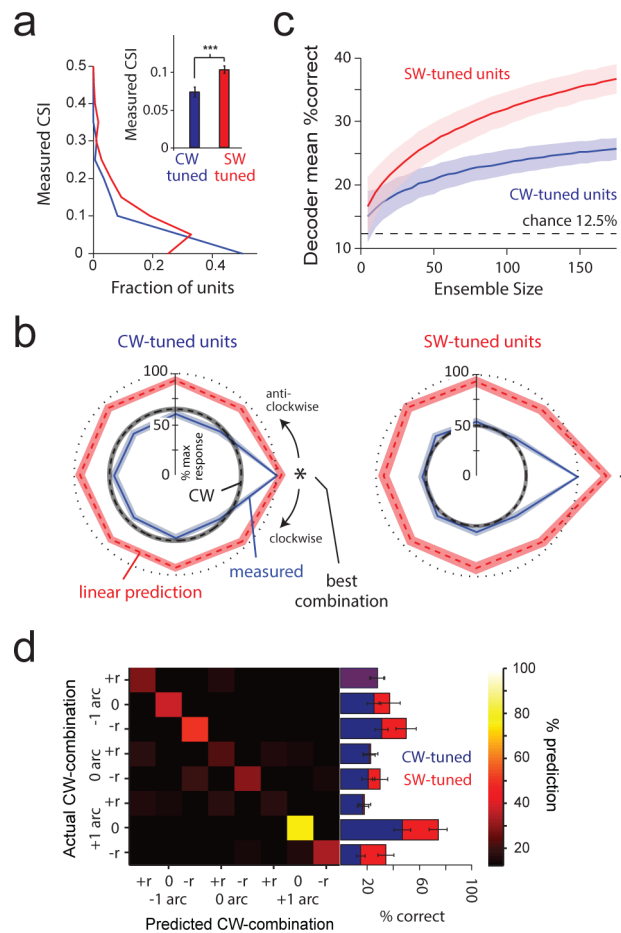 a
Measured CSI
0.5
0.4
0.3
0.2
0.1
0
0
0.2
0.4
Fraction of units
Measured CSI
0.1
0.05
0
***
CW
tuned
SW
tuned
c
Decoder mean %correct
40
30
20
10
SW-tuned units
CW-tuned units
chance 12.5%
50
100
150
Ensemble Size
b
CW-tuned units
100
50
0
% max
response
CW
anti-
clockwise
*
clockwise
linear prediction
measured
best
combination
SW-tuned units
100
50
0
d
Actual CW-combination
-1 arc
0 arc
+1 arc
+r
0
-r
+r
-r
+r
0
-r
+r 0 -r +r -r +r 0 -r
-1 arc 0 arc +1 arc
Predicted CW-combination
CW-tuned
SW-tuned
20
60
100
% correct
100
80
60
40
20
% prediction